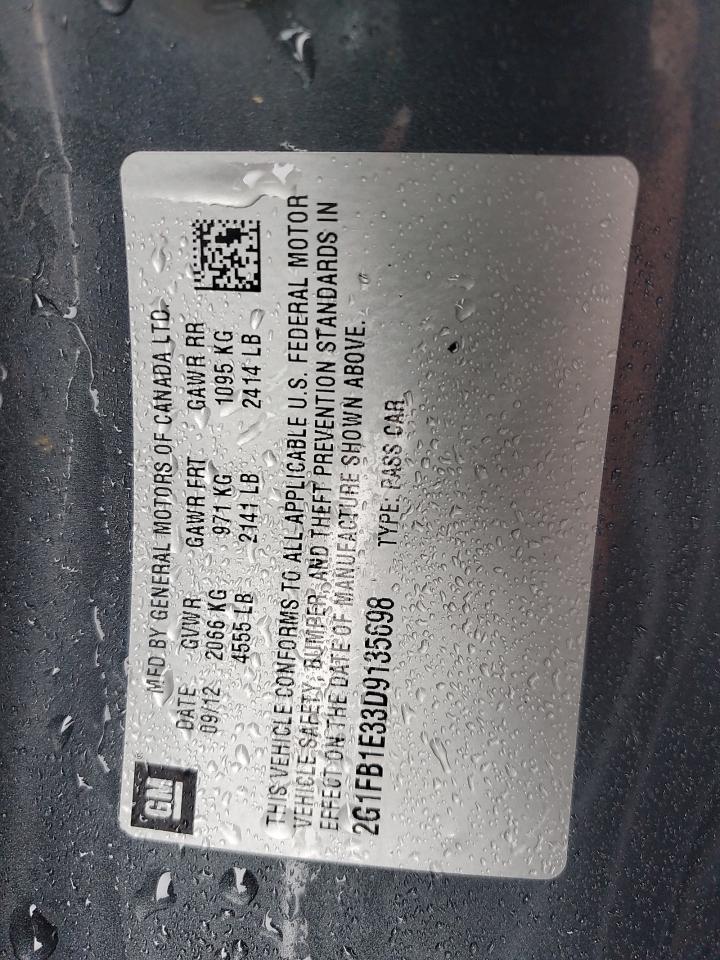 GM
MFD BY GENERAL MOTORS OF CANADA LTD.
DATE GVWR GAWR FRT GAWR RR
09/12 2066 KG 971 KG 1095 KG
4555 LB 2141 LB 2414 LB
THIS VEHICLE CONFORMS TO ALL APPLICABLE U.S. FEDERAL MOTOR
VEHICLE SAFETY, BUMPER, AND THEFT PREVENTION STANDARDS IN
EFFECT ON THE DATE OF MANUFACTURE SHOWN ABOVE.
2G1FB1E33D9135698 TYPE: PASS CAR